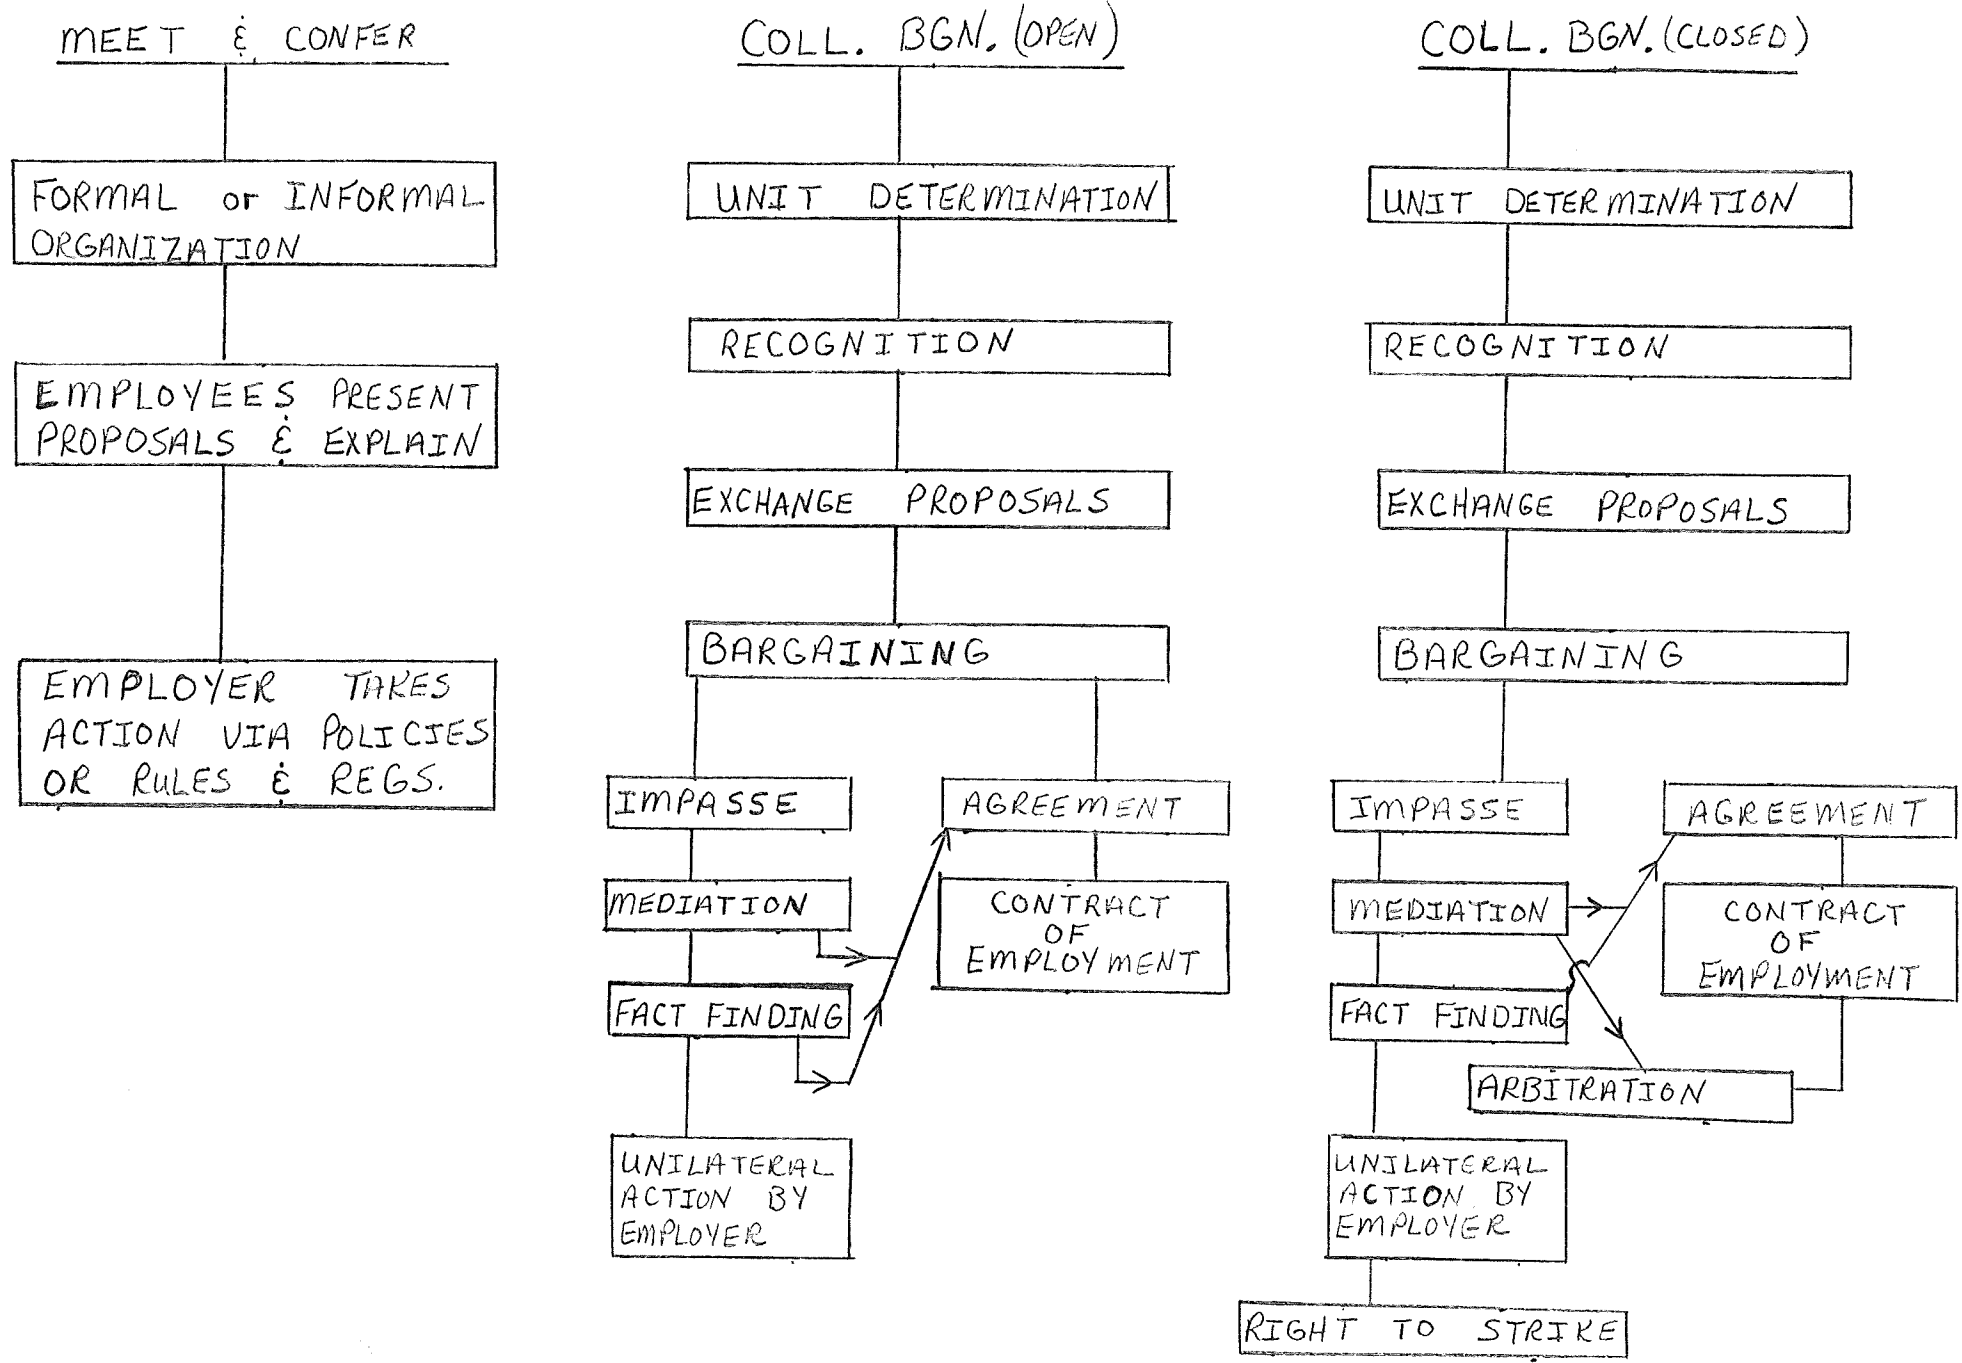 MEET & CONFER
FORMAL or INFORMAL
ORGANIZATION
EMPLOYEES PRESENT
PROPOSALS & EXPLAIN
EMPLOYER TAKES
ACTION VIA POLICIES
OR RULES & REGS.
COLL. BGN. (OPEN)
UNIT DETERMINATION
RECOGNITION
EXCHANGE PROPOSALS
BARGAINING
IMPASSE
MEDIATION
FACT FINDING
UNILATERAL
ACTION BY
EMPLOYER
AGREEMENT
CONTRACT
OF
EMPLOYMENT
COLL. BGN. (CLOSED)
UNIT DETERMINATION
RECOGNITION
EXCHANGE PROPOSALS
BARGAINING
IMPASSE
MEDIATION
FACT FINDING
UNILATERAL
ACTION BY
EMPLOYER
RIGHT TO STRIKE
AGREEMENT
CONTRACT
OF
EMPLOYMENT
ARBITRATION